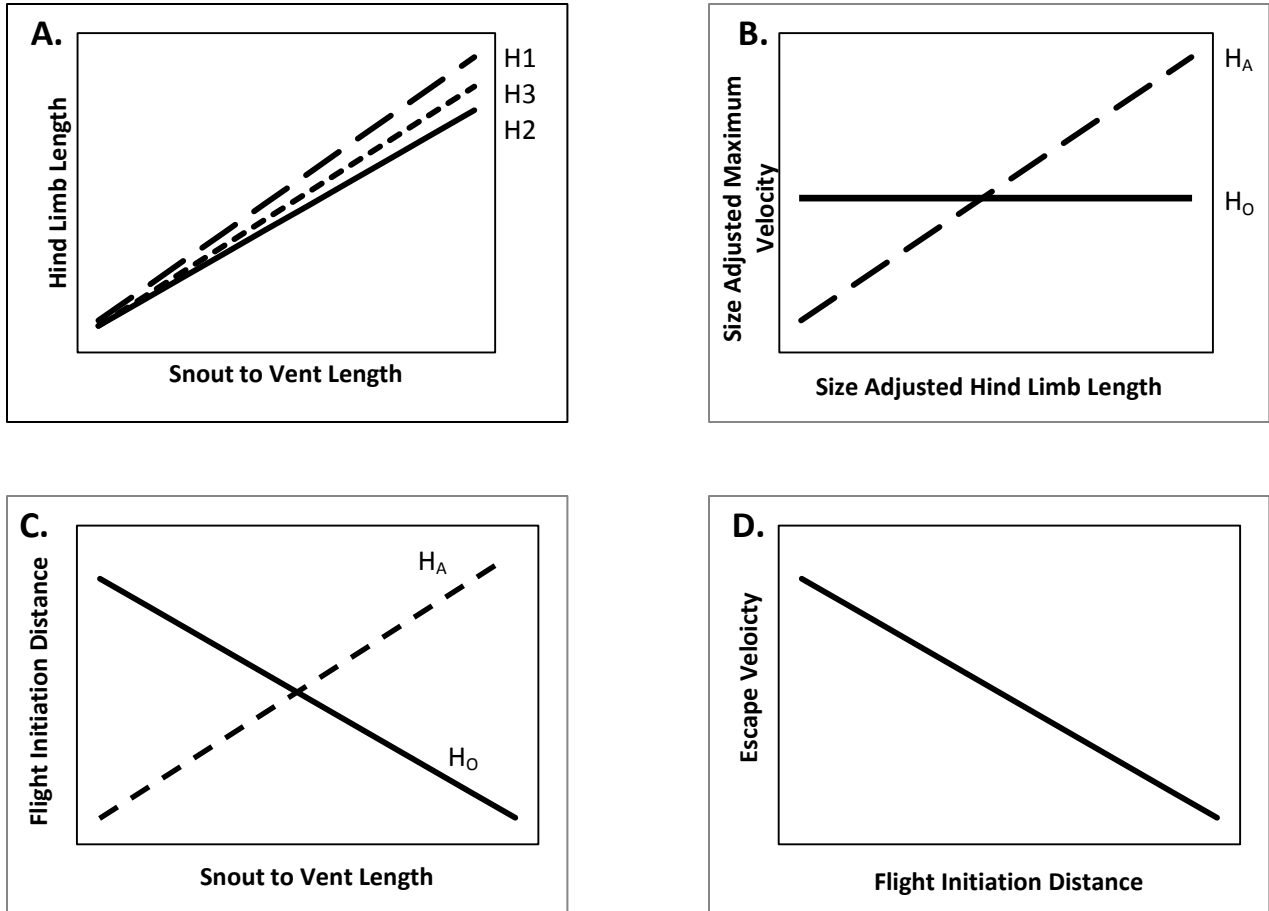 A.
H1
H3
H2
Hind Limb Length
Snout to Vent Length
B.
HA
HO
Size Adjusted Maximum
Velocity
Size Adjusted Hind Limb Length
C.
HA
HO
Flight Initiation Distance
Snout to Vent Length
D.
Escape Veloicty
Flight Initiation Distance